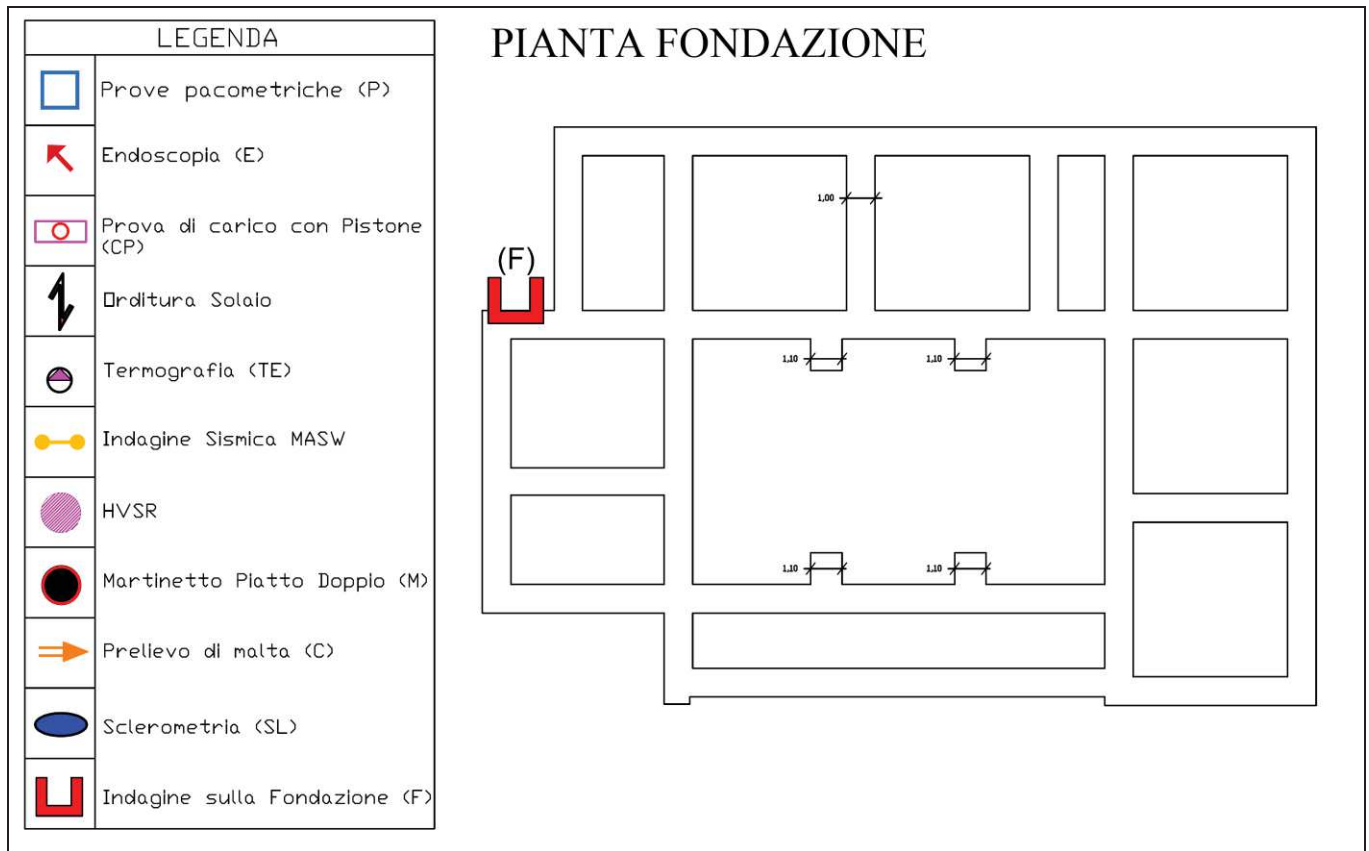 LEGENDA
Prove pacometriche (P)
Endoscopia (E)
Prova di carico con Pistone
(CP)
Orditura Solaio
Termografia (TE)
Indagine Sismica MASW
HVSR
Martinetto Piatto Doppio (M)
Prelievo di malta (C)
Sclerometria (SL)
Indagine sulla Fondazione (F)
PIANTA FONDAZIONE
1,00
(F)
1,10
1,10
1,10
1,10